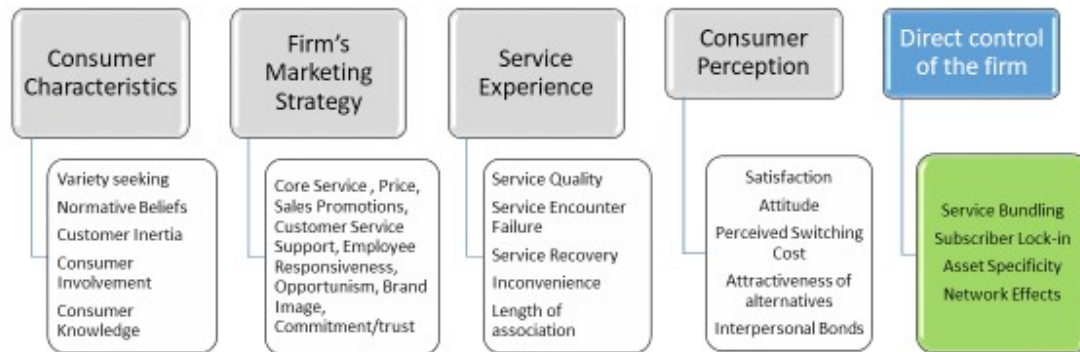 Consumer
Characteristics
Variety seeking
Normative Beliefs
Customer Inertia
Consumer
Involvement
Consumer
Knowledge
Firm's
Marketing
Strategy
Core Service , Price,
Sales Promotions,
Customer Service
Support, Employee
Responsiveness,
Opportunism, Brand
Image,
Commitment/trust
Service
Experience
Service Quality
Service Encounter
Failure
Service Recovery
Inconvenience
Length of
association
Consumer
Perception
Satisfaction
Attitude
Perceived Switching
Cost
Attractiveness of
alternatives
Interpersonal Bonds
Direct control
of the firm
Service Bundling
Subscriber Lock-in
Asset Specificity
Network Effects